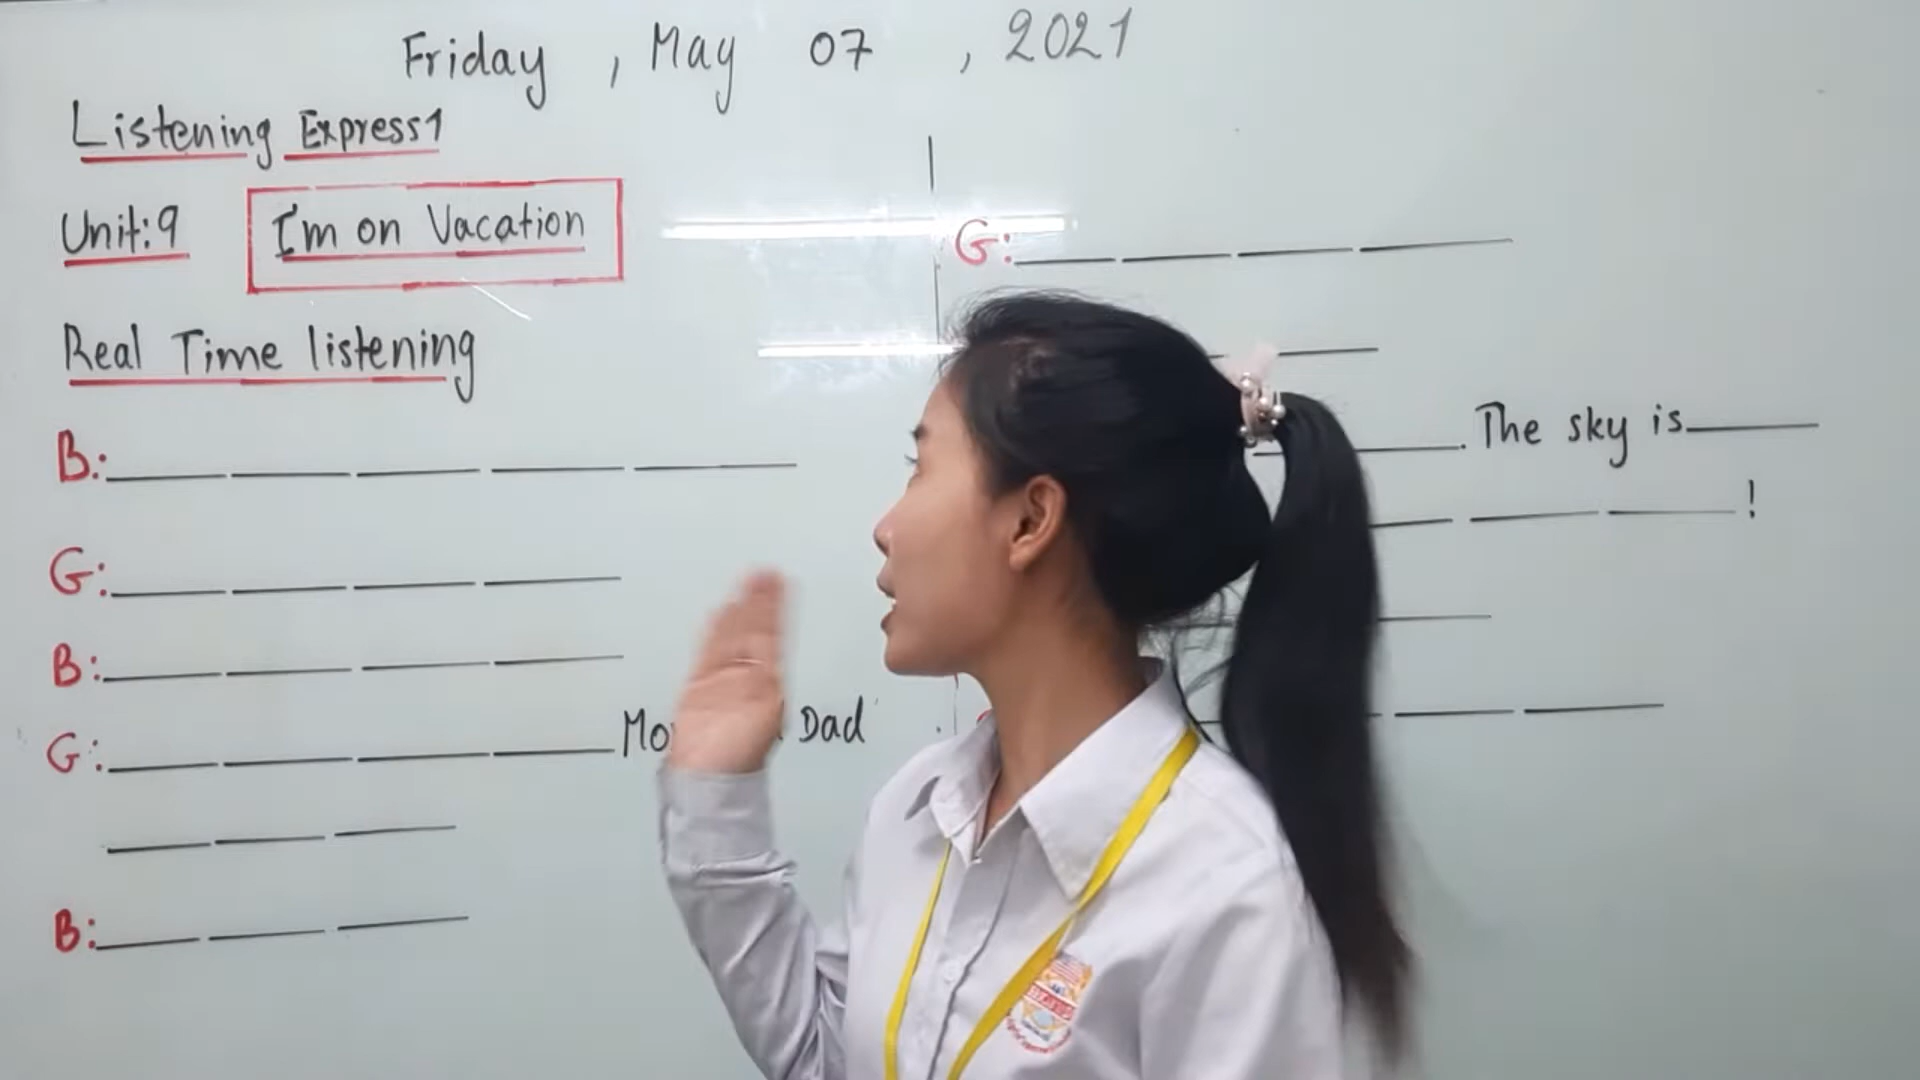 Friday , May 07 , 2021
Listening Express1
Unit:9 I'm on Vacation
Real Time listening
B:
G:
B:
G: Dad
B:
G:
. The sky is
!